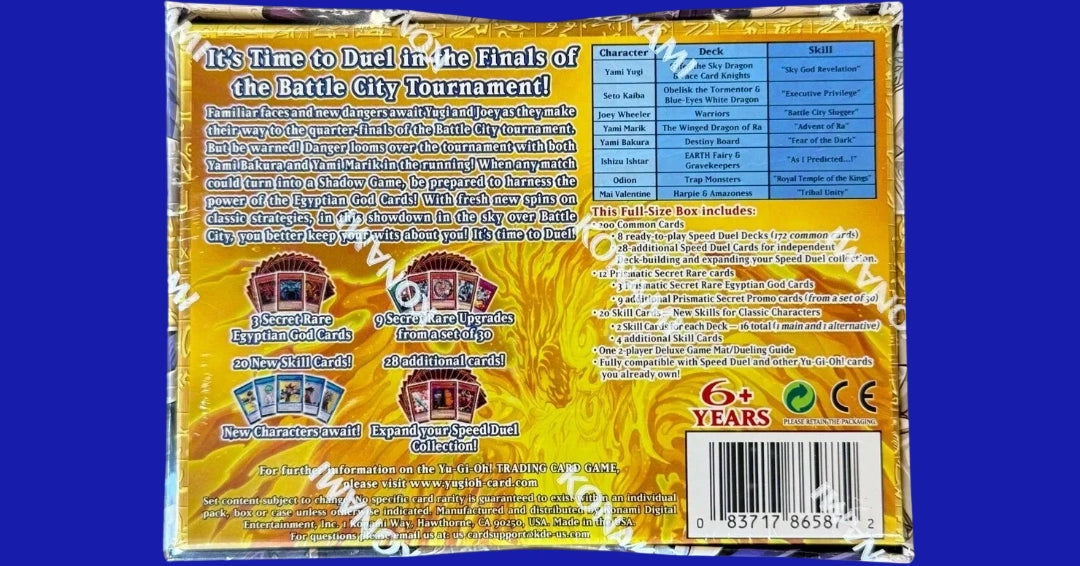 It's Time to Duel in the Finals of
the Battle City Tournament!
Familiar faces and new dangers await Yugi and Joey as they make
their way to the quarter-finals of the Battle City tournament.
But be warned! Danger looms over the tournament with both
Yami Bakura and Yami Marik in the running! When any match
could turn into a Shadow Game, be prepared to harness the
power of the Egyptian God Cards! With fresh new spins on
classic strategies, in this showdown in the sky over Battle
City, you better keep your wits about you! It's time to Duel!
Character Deck Skill
Yami Yugi the Sky Dragon Card Knights "Sky God Revelation"
Seto Kaiba Obelisk the Tormentor & Blue-Eyes White Dragon "Executive Privilege"
Joey Wheeler Warriors "Battle City Slugger"
Yami Marik The Winged Dragon of Ra "Advent of Ra"
Yami Bakura Destiny Board "Fear of the Dark"
Ishizu Ishtar EARTH Fairy & Gravekeepers "As I Predicted...!"
Odion Trap Monsters "Royal Temple of the Kings"
Mai Valentine Harpie & Amazoness "Tribal Unity"
This Full-Size Box includes:
• 200 Common Cards
• 8 ready-to-play Speed Duel Decks (172 common cards)
• 28-additional Speed Duel Cards for independent
Deck-building and expanding your Speed Duel collection.
• 12 Prismatic Secret Rare cards
• 3 Prismatic Secret Rare Egyptian God Cards
• 9 additional Prismatic Secret Promo cards (from a set of 30)
• 20 Skill Cards — New Skills for Classic Characters
• 2 Skill Cards for each Deck — 16 total (1 main and 1 alternative)
• 4 additional Skill Cards
• One 2-player Deluxe Game Mat/Dueling Guide
• Fully compatible with Speed Duel and other Yu-Gi-Oh! cards
you already own!
3 Secret Rare
Egyptian God Cards
9 Secret Rare Upgrades
from a set of 30
20 New Skill Cards!
28 additional cards!
New Characters await!
Expand your Speed Duel
Collection!
6+
YEARS
CE
PLEASE RETAIN THE PACKAGING.
For further information on the Yu-Gi-Oh! TRADING CARD GAME,
please visit www.yugioh-card.com
Set content subject to change. No specific card rarity is guaranteed to exist within an individual
pack, box or case unless otherwise indicated. Manufactured and distributed by Konami Digital
Entertainment, Inc. 1 Konami Way, Hawthorne, CA 90250, USA. Made in the USA.
For questions, please email us at: us-cardsupport@kde-us.com
0 83717 86587 2
KONAMI
KONAMI
KONAMI
KONAMI
KONAMI